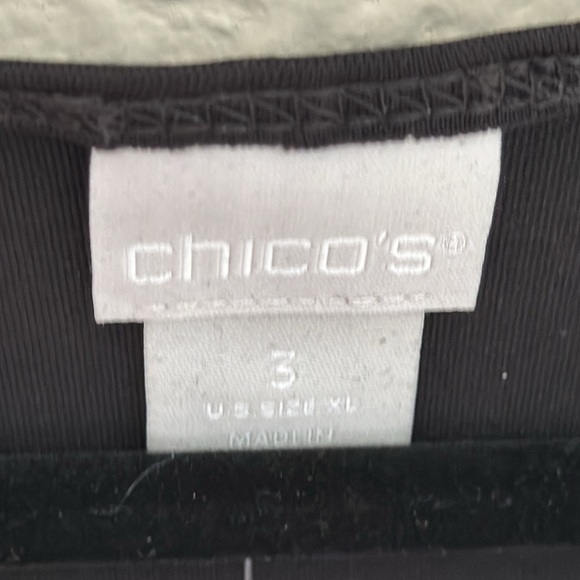 chico's®
3
U.S. SIZE XL
MADE IN